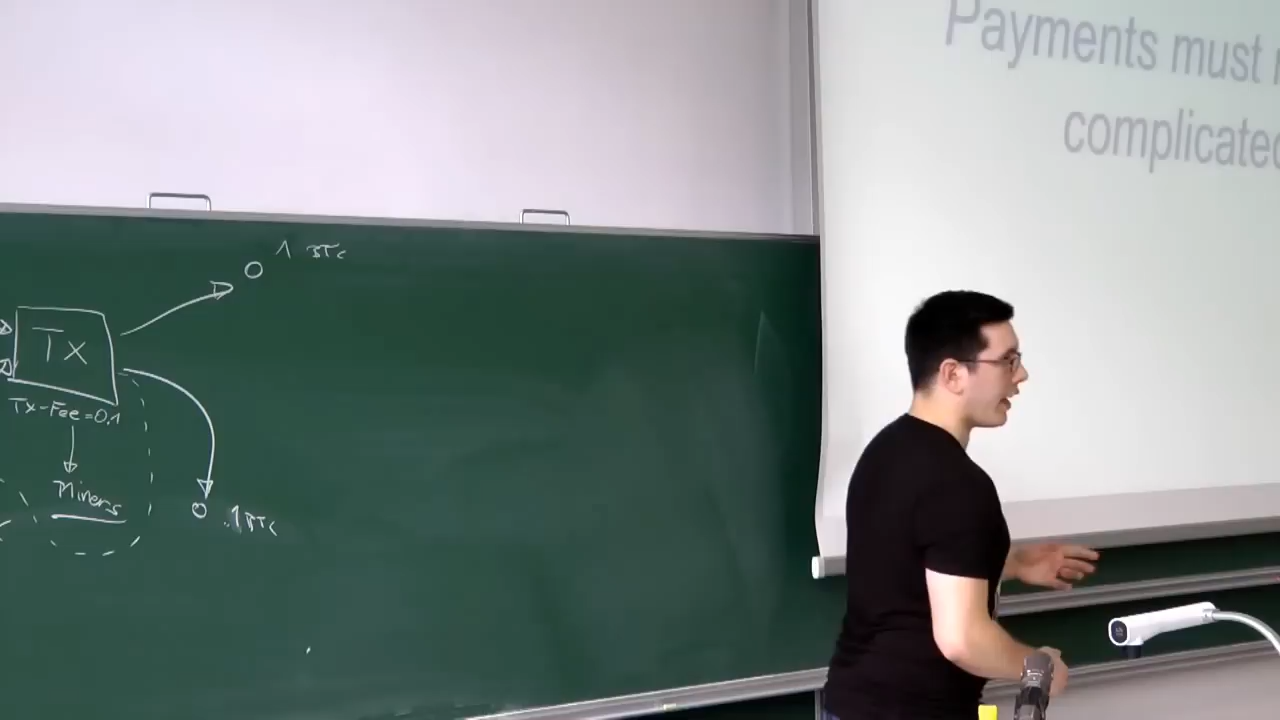 Payments must
complicated
1 BTC
Tx
Tx-Fee=0.1
Miners
.1 BTC